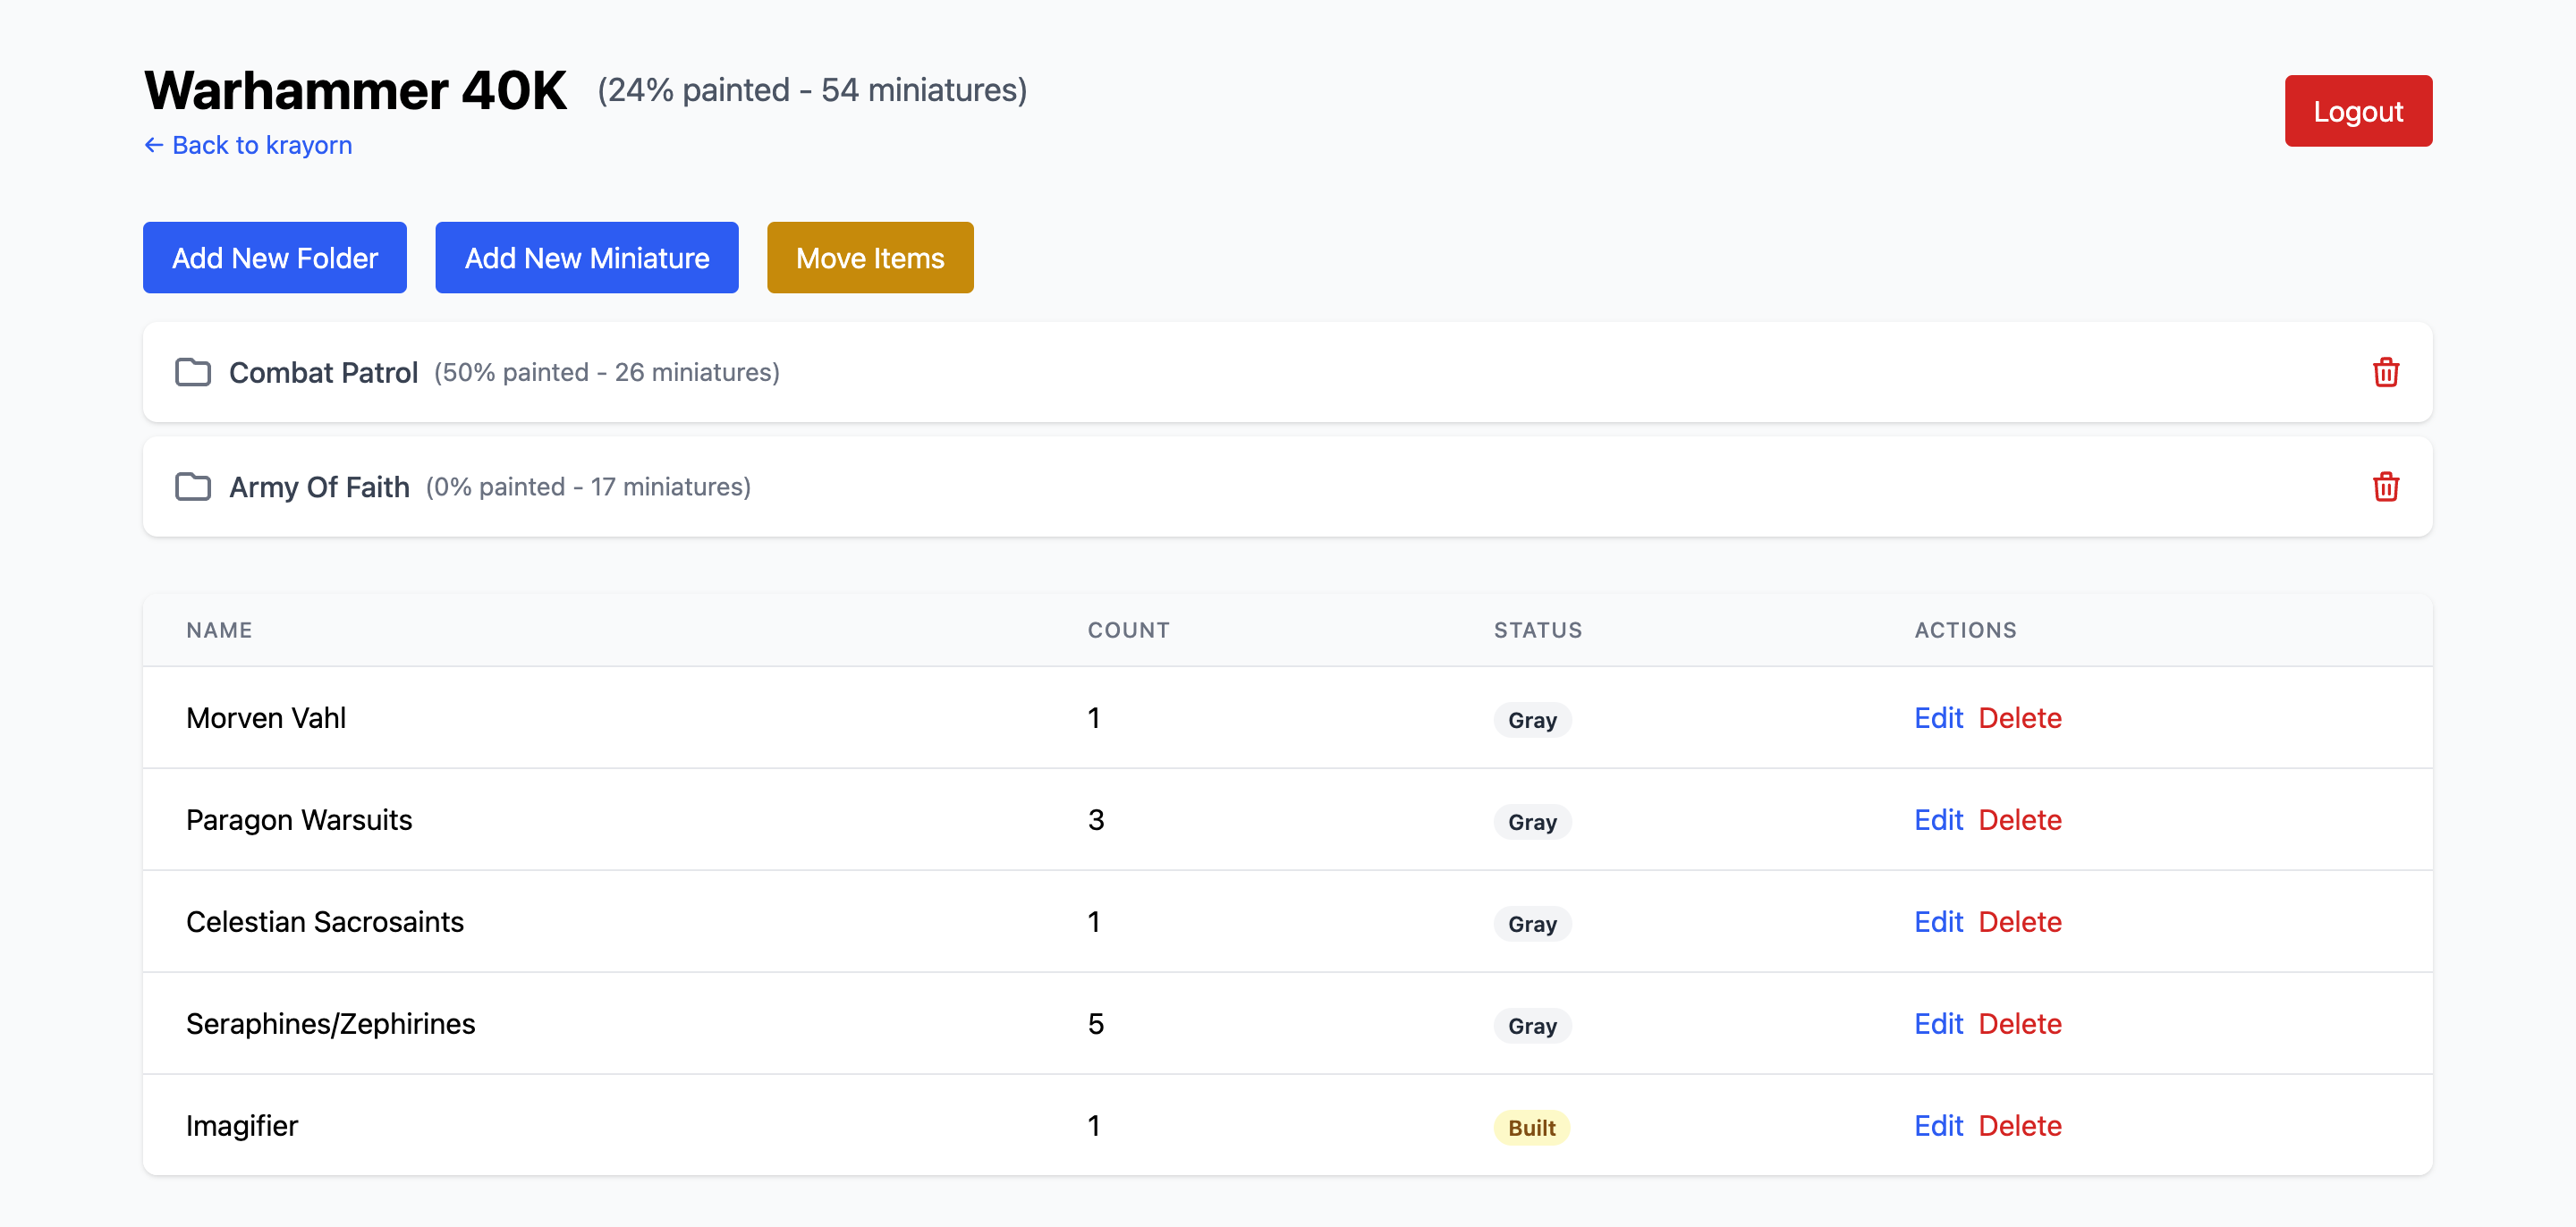 Warhammer 40K (24% painted - 54 miniatures)
← Back to krayorn
Logout
Add New Folder Add New Miniature Move Items
Combat Patrol (50% painted - 26 miniatures)
Army Of Faith (0% painted - 17 miniatures)
NAME COUNT STATUS ACTIONS
Morven Vahl 1 Gray Edit Delete
Paragon Warsuits 3 Gray Edit Delete
Celestian Sacrosaints 1 Gray Edit Delete
Seraphines/Zephirines 5 Gray Edit Delete
Imagifier 1 Built Edit Delete